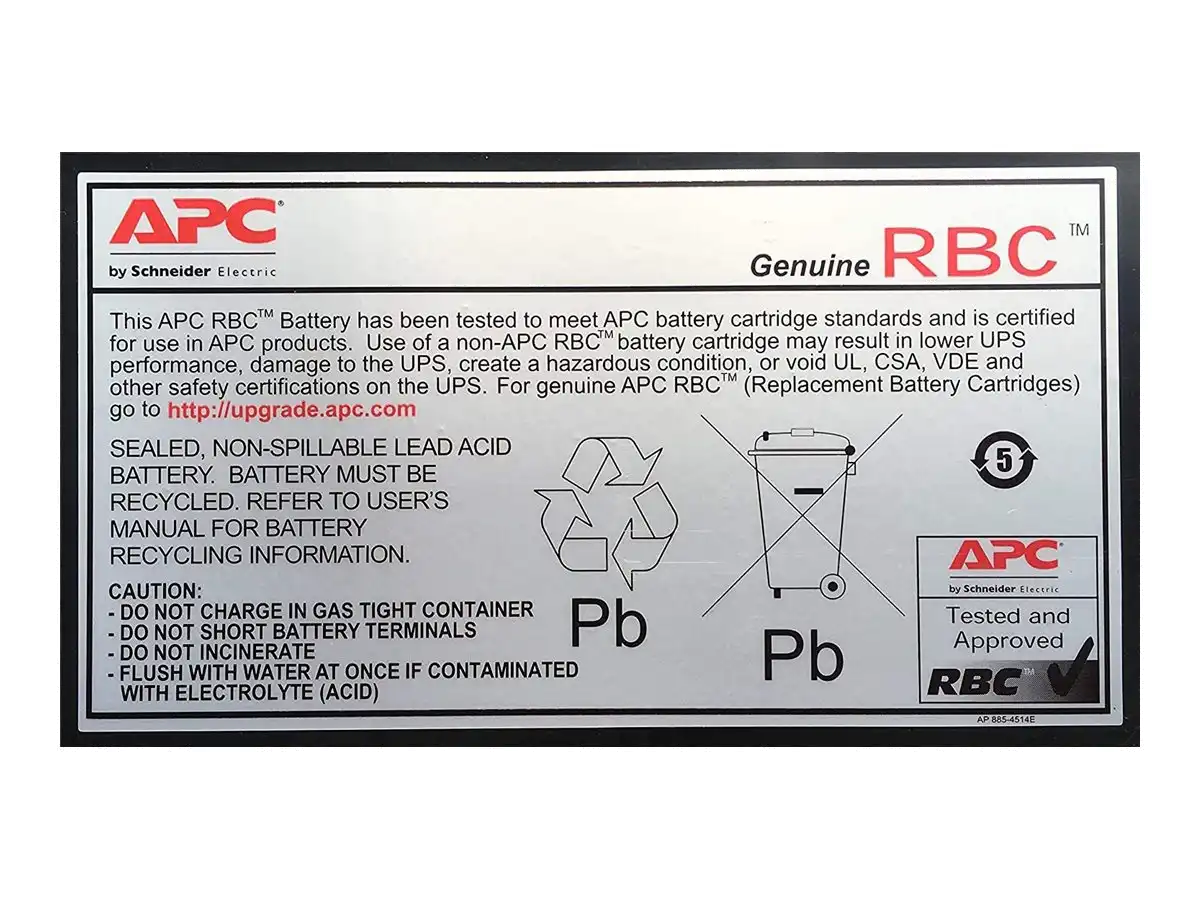 APC®
by Schneider Electric
Genuine RBC™
This APC RBC™ Battery has been tested to meet APC battery cartridge standards and is certified
for use in APC products. Use of a non-APC RBC™ battery cartridge may result in lower UPS
performance, damage to the UPS, create a hazardous condition, or void UL, CSA, VDE and
other safety certifications on the UPS. For genuine APC RBC™ (Replacement Battery Cartridges)
go to http://upgrade.apc.com
SEALED, NON-SPILLABLE LEAD ACID
BATTERY. BATTERY MUST BE
RECYCLED. REFER TO USER'S
MANUAL FOR BATTERY
RECYCLING INFORMATION.
CAUTION:
- DO NOT CHARGE IN GAS TIGHT CONTAINER
- DO NOT SHORT BATTERY TERMINALS
- DO NOT INCINERATE
- FLUSH WITH WATER AT ONCE IF CONTAMINATED
WITH ELECTROLYTE (ACID)
Pb
Pb
5
APC®
by Schneider Electric
Tested and
Approved
RBC™
AP 885-4514E